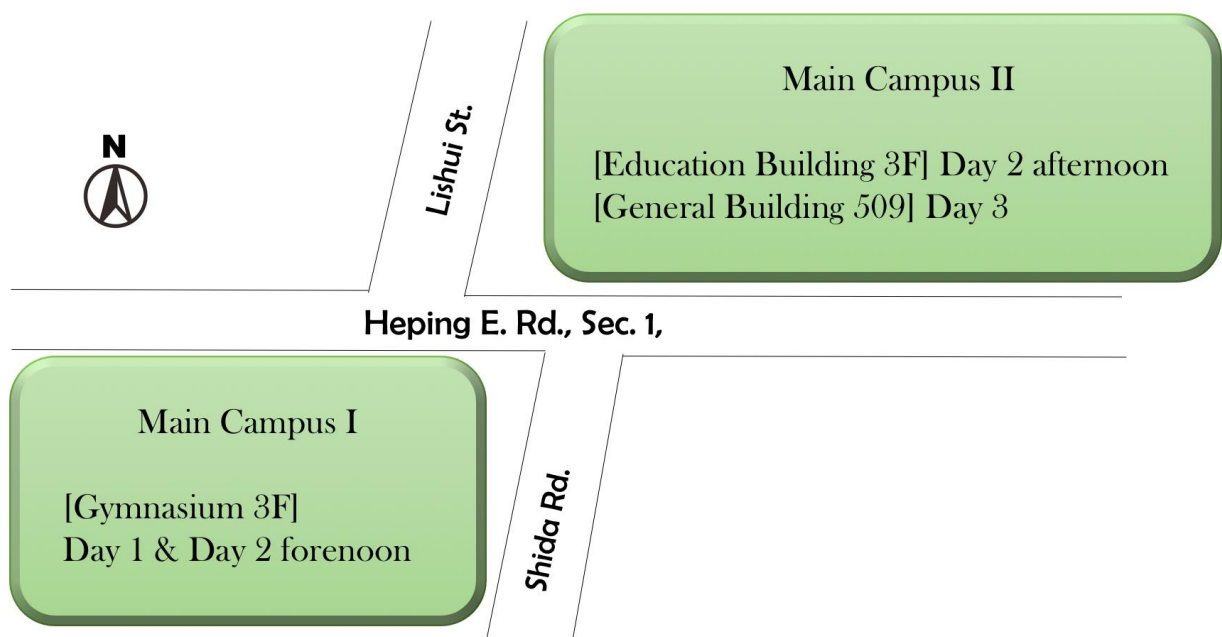 Main Campus II
[Education Building 3F] Day 2 afternoon
[General Building 509] Day 3
N
Lishui St.
Heping E. Rd., Sec. 1,
Main Campus I
[Gymnasium 3F]
Day 1 & Day 2 forenoon
Shida Rd.